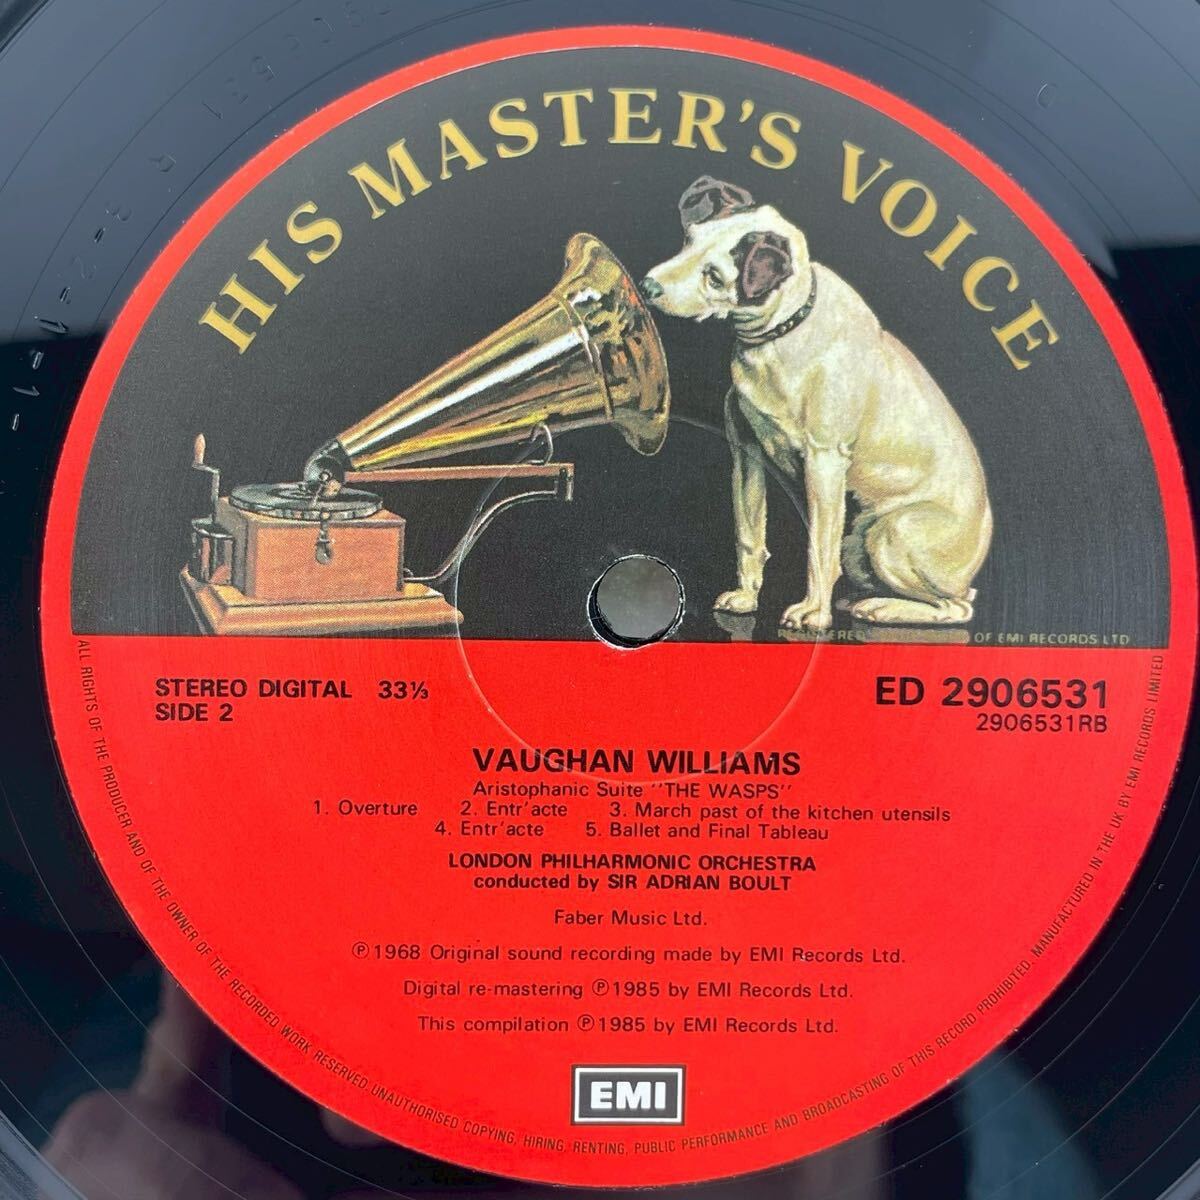 HIS MASTER'S VOICE
OF EMI RECORDS LTD
STEREO DIGITAL 33⅓
SIDE 2
ED 2906531
2906531RB
VAUGHAN WILLIAMS
Aristophanic Suite "THE WASPS"
1. Overture 2. Entr'acte 3. March past of the kitchen utensils
4. Entr'acte 5. Ballet and Final Tableau
LONDON PHILHARMONIC ORCHESTRA
conducted by SIR ADRIAN BOULT
Faber Music Ltd.
℗1968 Original sound recording made by EMI Records Ltd.
Digital re-mastering ℗1985 by EMI Records Ltd.
This compilation ℗1985 by EMI Records Ltd.
EMI
ALL RIGHTS OF THE PRODUCER AND OF THE OWNER OF THE RECORDED WORK RESERVED. UNAUTHORISED COPYING, HIRING, RENTING, PUBLIC PERFORMANCE AND BROADCASTING OF THIS RECORD PROHIBITED. MANUFACTURED IN THE UK BY EMI RECORDS LIMITED